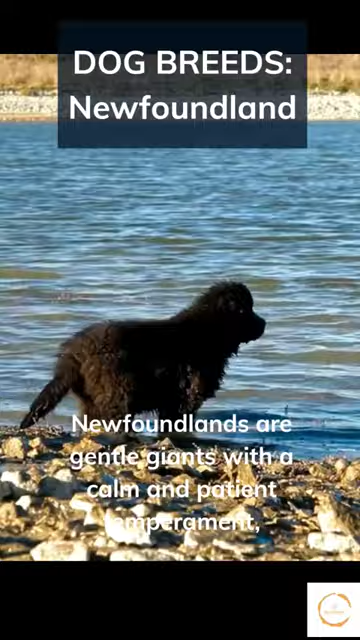 DOG BREEDS:
Newfoundland
Newfoundlands are
gentle giants with a
calm and patient
temperament,